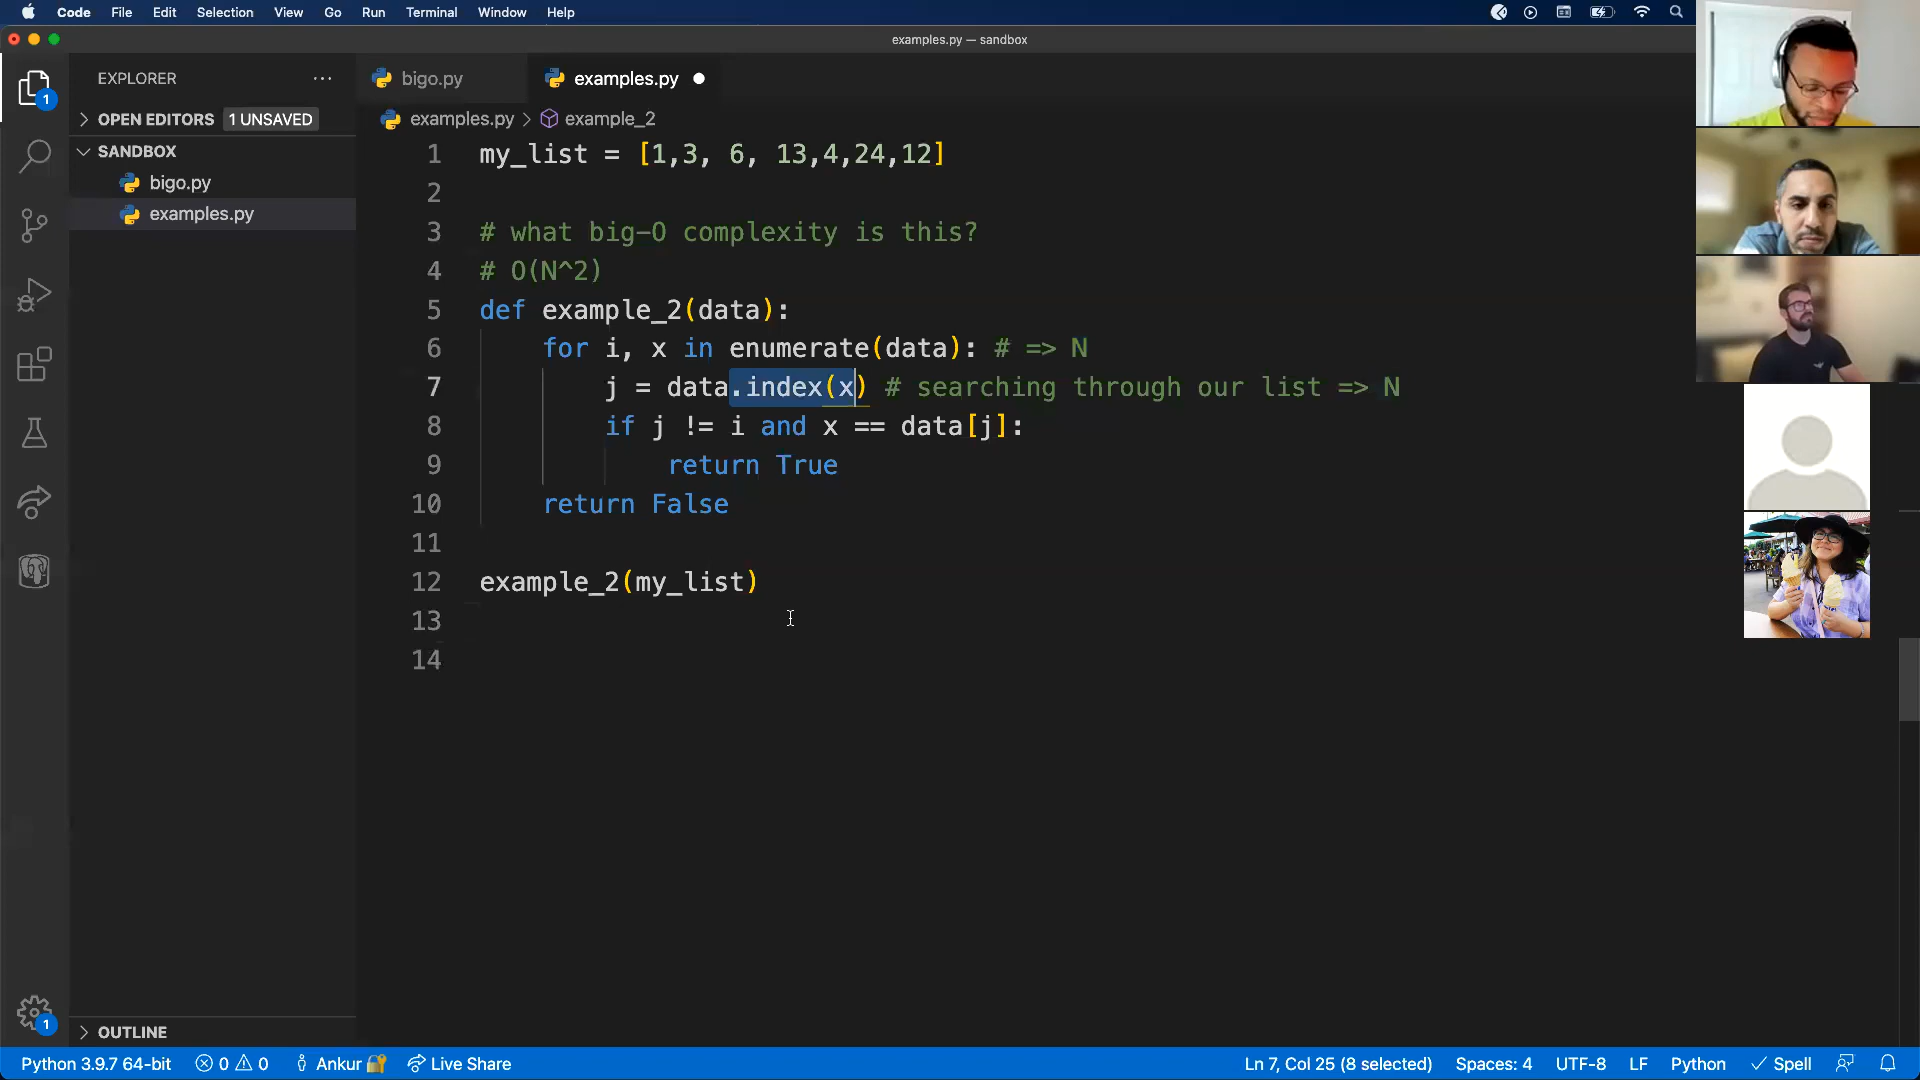 Code File Edit Selection View Go Run Terminal Window Help
examples.py — sandbox
EXPLORER ···
bigo.py
examples.py
1
OPEN EDITORS 1 UNSAVED
examples.py > example_2
SANDBOX
bigo.py
examples.py
1 my_list = [1,3, 6, 13,4,24,12]
2
3 # what big-O complexity is this?
4 # O(N^2)
5 def example_2(data):
6 for i, x in enumerate(data): # => N
7 j = data.index(x) # searching through our list => N
8 if j != i and x == data[j]:
9 return True
10 return False
11
12 example_2(my_list)
13
14
1
OUTLINE
Python 3.9.7 64-bit 0 0 Ankur Live Share Ln 7, Col 25 (8 selected) Spaces: 4 UTF-8 LF Python Spell